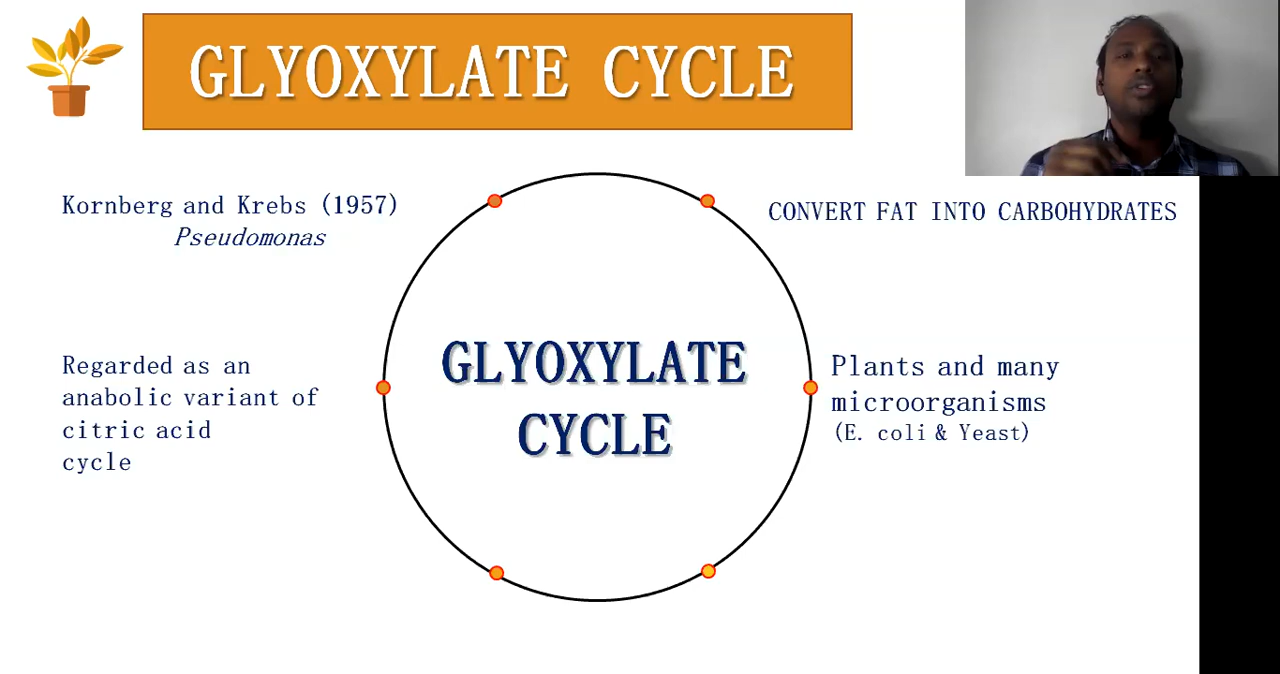 GLYOXYLATE CYCLE
Kornberg and Krebs (1957)
Pseudomonas
CONVERT FAT INTO CARBOHYDRATES
Regarded as an
anabolic variant of
citric acid
cycle
GLYOXYLATE
CYCLE
Plants and many
microorganisms
(E. coli & Yeast)